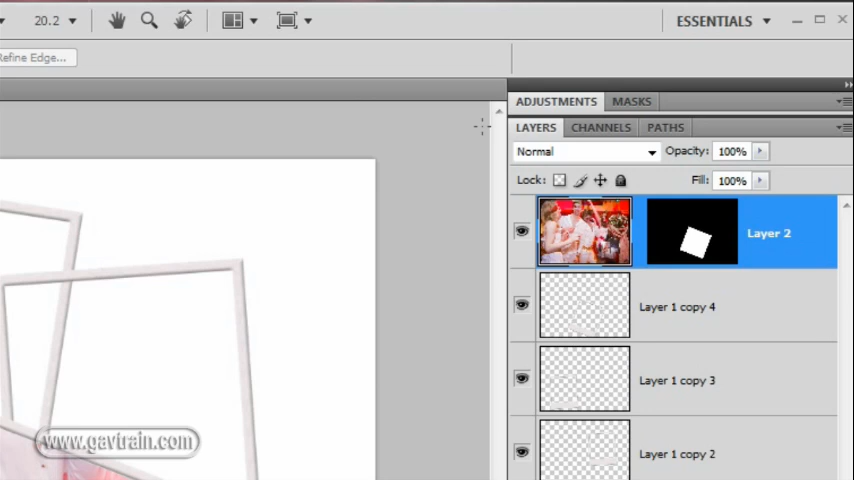 20.2
ESSENTIALS
Refine Edge...
ADJUSTMENTS MASKS
LAYERS CHANNELS PATHS
Normal Opacity: 100%
Lock: Fill: 100%
Layer 2
Layer 1 copy 4
Layer 1 copy 3
www.gavtrain.com
Layer 1 copy 2